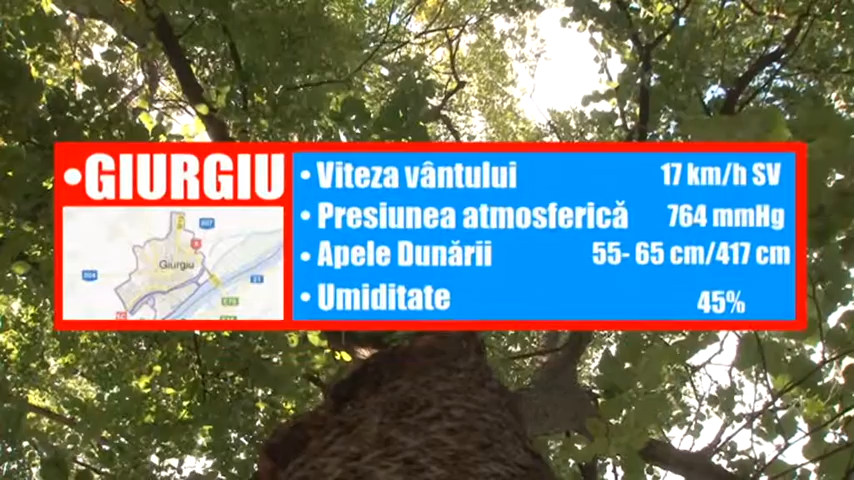 •GIURGIU
• Viteza vântului 17 km/h SV
• Presiunea atmosferică 764 mmHg
• Apele Dunării 55- 65 cm/417 cm
• Umiditate 45%
Giurgiu